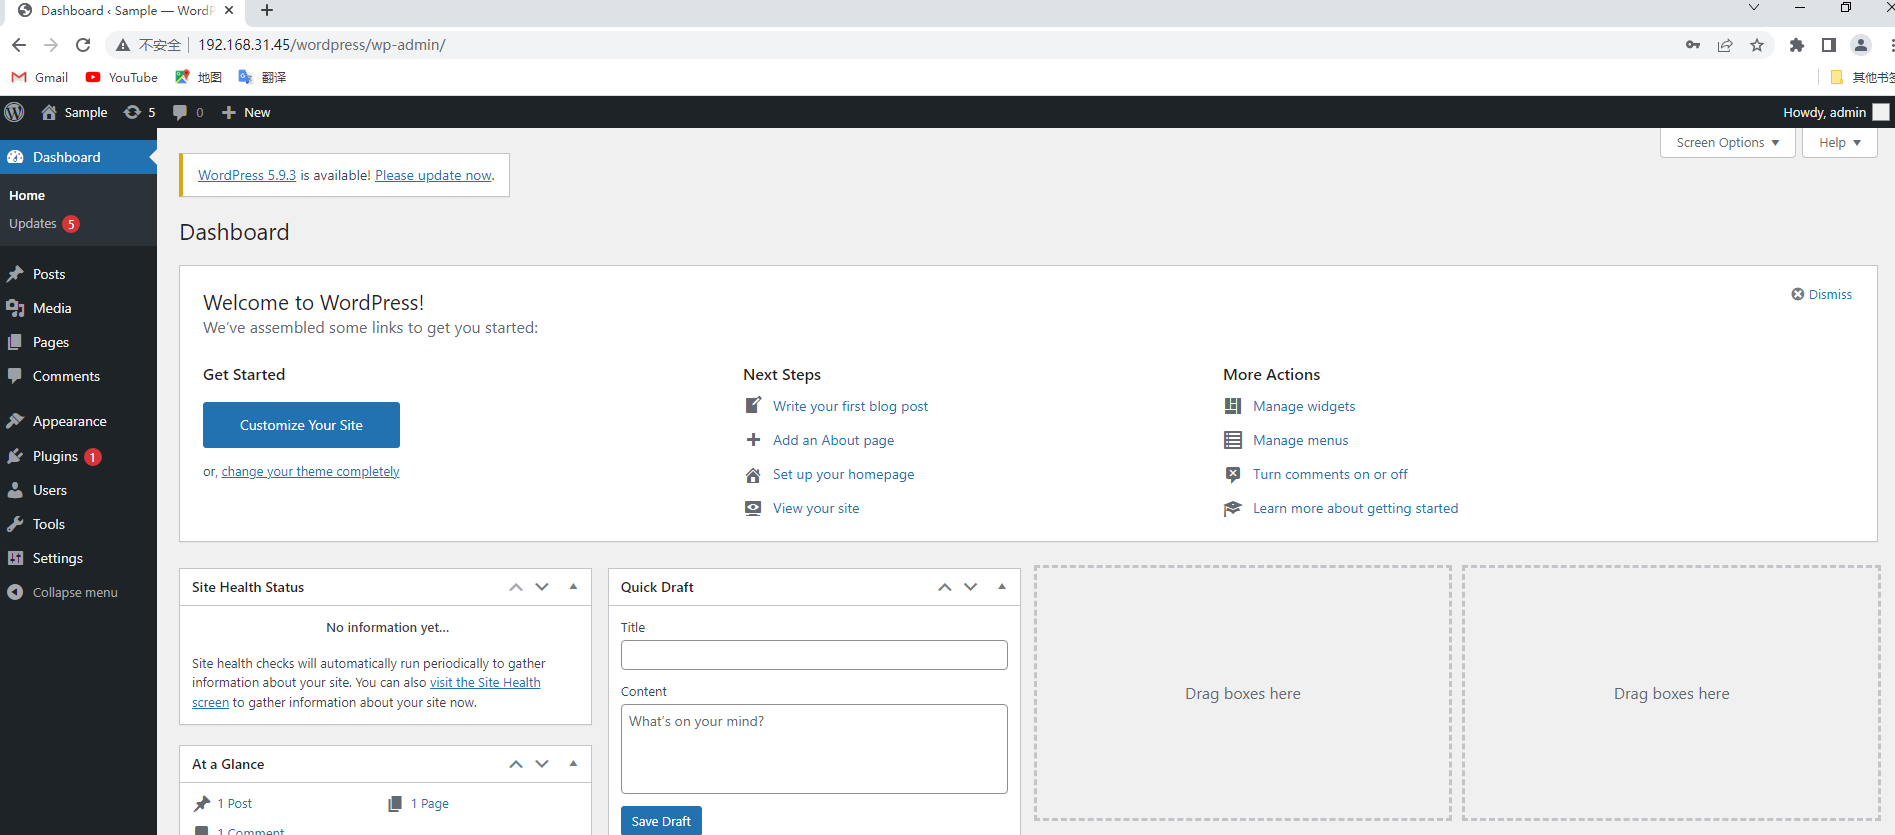 Dashboard ‹ Sample — WordP
不安全 192.168.31.45/wordpress/wp-admin/
Gmail YouTube 地图 翻译 其他书签
Sample 5 0 New Howdy, admin
Screen Options Help
Dashboard
Home
Updates 5
Posts
Media
Pages
Comments
Appearance
Plugins 1
Users
Tools
Settings
Collapse menu
WordPress 5.9.3 is available! Please update now.
Dashboard
Welcome to WordPress!
We've assembled some links to get you started:
Dismiss
Get Started
Customize Your Site
or, change your theme completely
Next Steps
Write your first blog post
Add an About page
Set up your homepage
View your site
More Actions
Manage widgets
Manage menus
Turn comments on or off
Learn more about getting started
Site Health Status
No information yet...
Site health checks will automatically run periodically to gather
information about your site. You can also visit the Site Health
screen to gather information about your site now.
At a Glance
1 Post 1 Page
1 Comment
Quick Draft
Title
Content
What's on your mind?
Save Draft
Drag boxes here
Drag boxes here